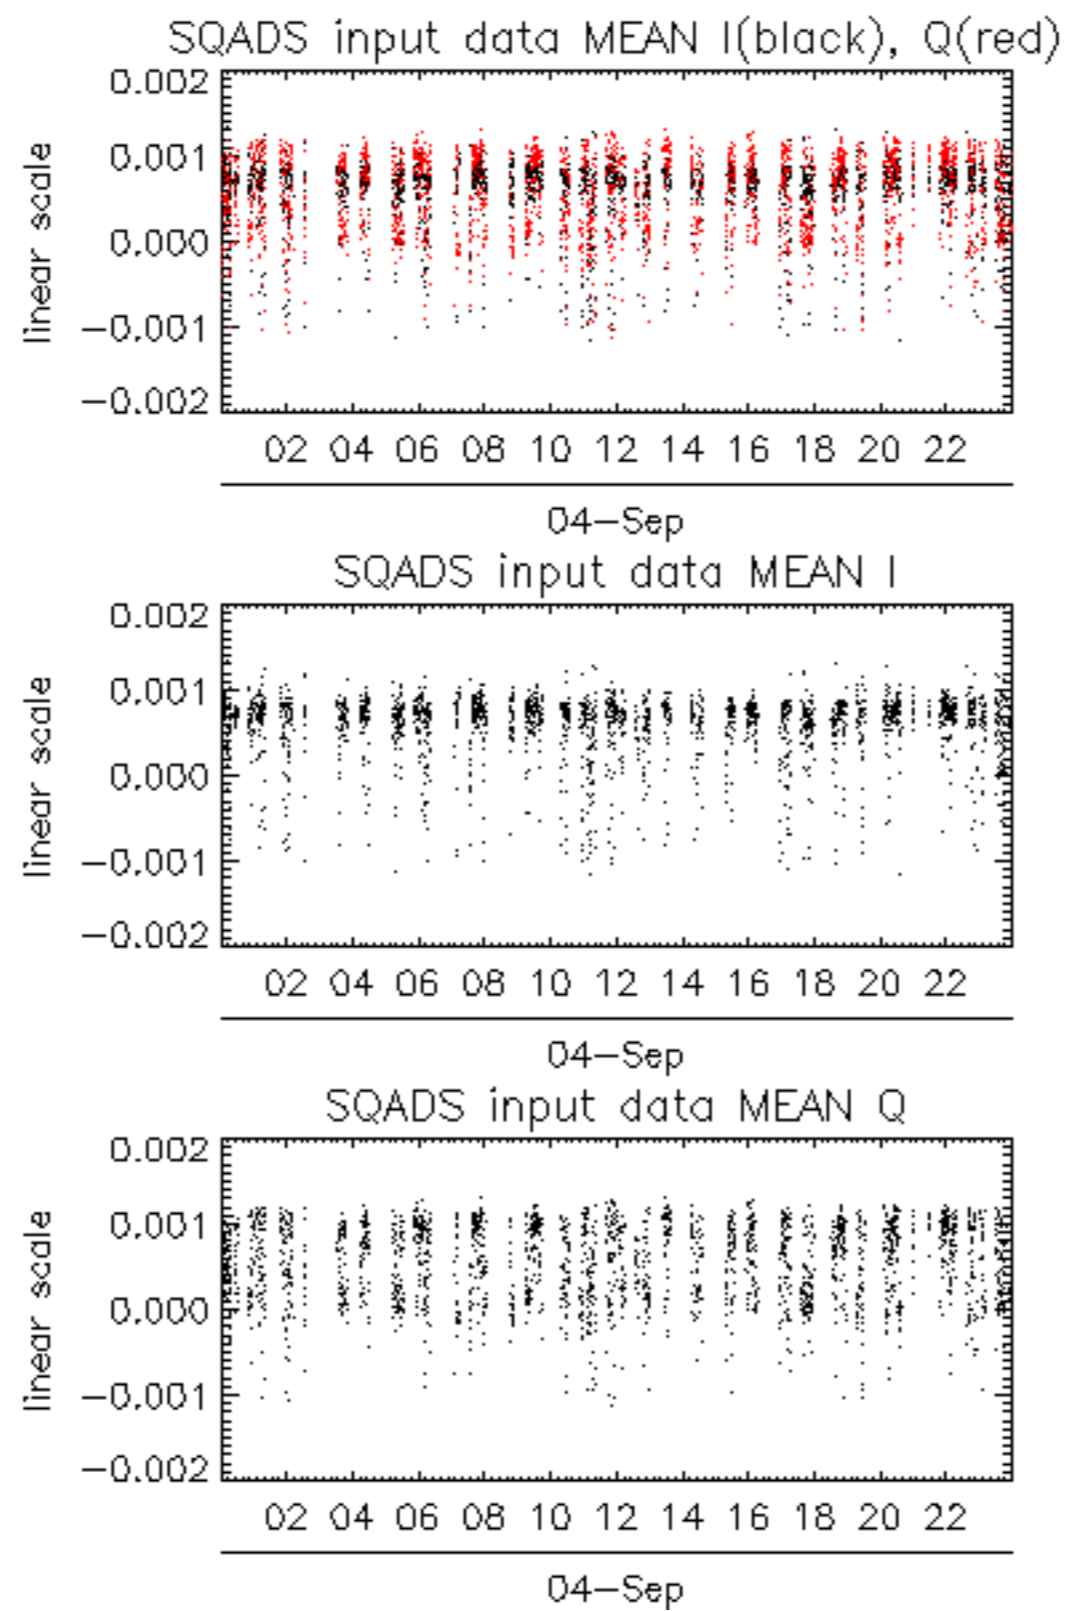 SQADS input data MEAN I(black), Q(red)
0.002
0.001
0.000
−0.001
−0.002
linear scale
02 04 06 08 10 12 14 16 18 20 22
04−Sep
SQADS input data MEAN I
0.002
0.001
0.000
−0.001
−0.002
linear scale
02 04 06 08 10 12 14 16 18 20 22
04−Sep
SQADS input data MEAN Q
0.002
0.001
0.000
−0.001
−0.002
linear scale
02 04 06 08 10 12 14 16 18 20 22
04−Sep